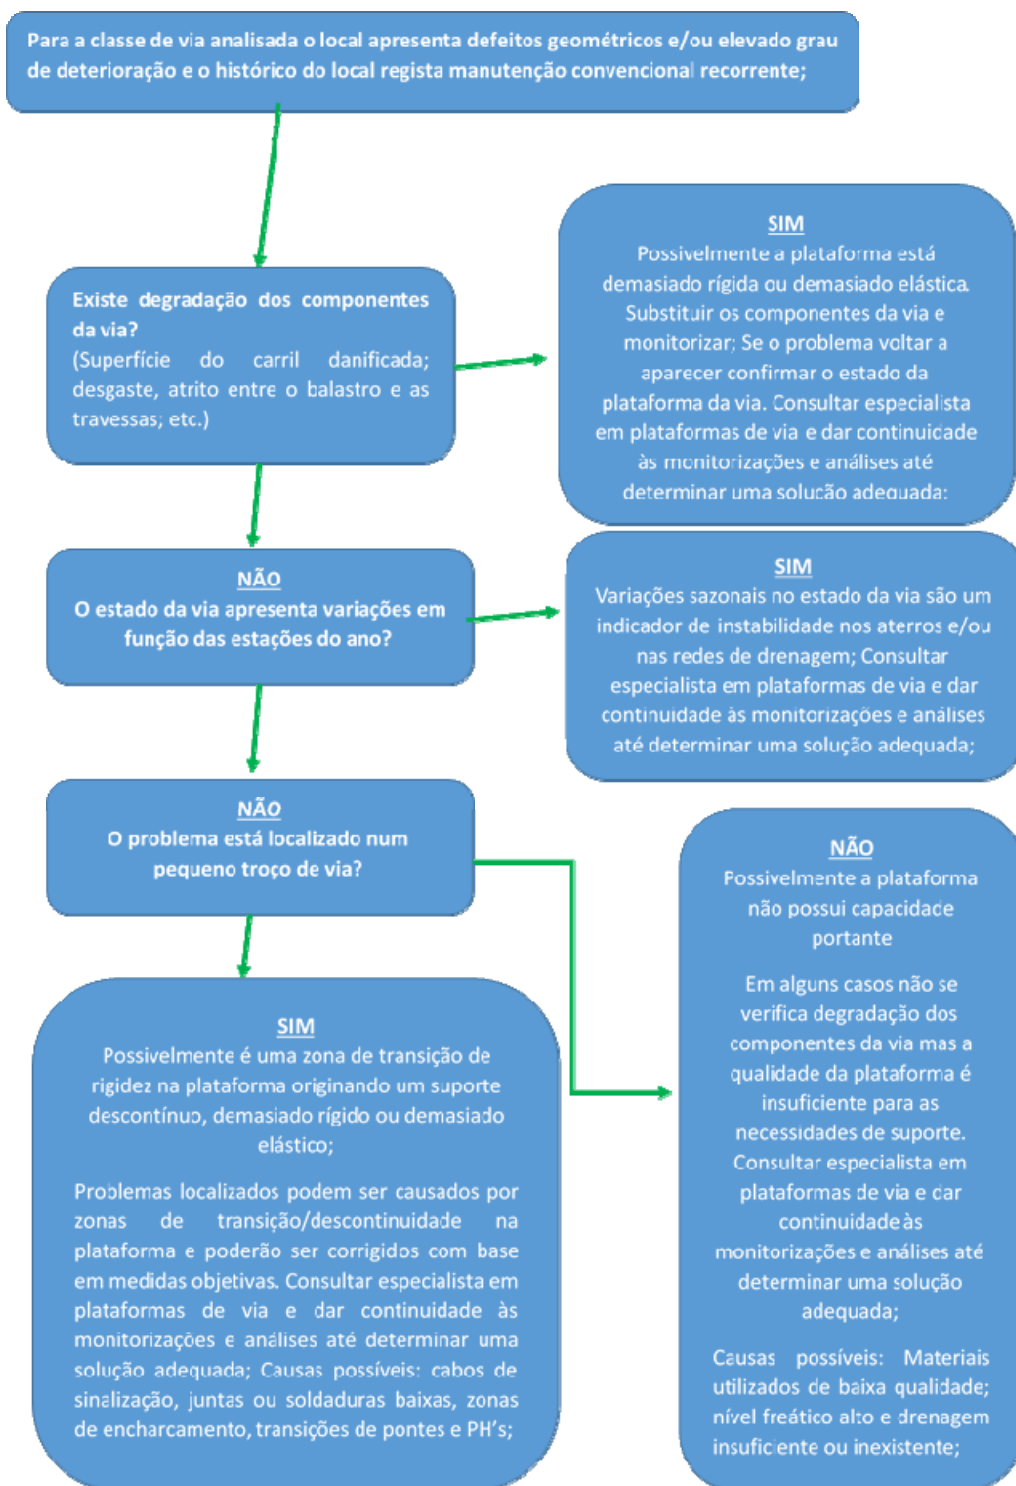 Para a classe de via analisada o local apresenta defeitos geométricos e/ou elevado grau
de deterioração e o histórico do local regista manutenção convencional recorrente;
Existe degradação dos componentes
da via?
(Superfície do carril danificada;
desgaste, atrito entre o balastro e as
travessas; etc.)
SIM
Possivelmente a plataforma está
demasiado rígida ou demasiado elástica.
Substituir os componentes da via e
monitorizar; Se o problema voltar a
aparecer confirmar o estado da
plataforma da via. Consultar especialista
em plataformas de via e dar continuidade
às monitorizações e análises até
determinar uma solucão adequada:
NÃO
O estado da via apresenta variações em
função das estações do ano?
SIM
Variações sazonais no estado da via são um
indicador de instabilidade nos aterros e/ou
nas redes de drenagem; Consultar
especialista em plataformas de via e dar
continuidade às monitorizações e análises
até determinar uma solução adequada;
NÃO
O problema está localizado num
pequeno troço de via?
SIM
Possivelmente é uma zona de transição de
rigidez na plataforma originando um suporte
descontínuo, demasiado rígido ou demasiado
elástico;
Problemas localizados podem ser causados por
zonas de transição/descontinuidade na
plataforma e poderão ser corrigidos com base
em medidas objetivas. Consultar especialista em
plataformas de via e dar continuidade às
monitorizações e análises até determinar uma
solução adequada; Causas possíveis: cabos de
sinalização, juntas ou soldaduras baixas, zonas
de encharcamento, transições de pontes e PH's;
NÃO
Possivelmente a plataforma
não possui capacidade
portante
Em alguns casos não se
verifica degradação dos
componentes da via mas a
qualidade da plataforma é
insuficiente para as
necessidades de suporte.
Consultar especialista em
plataformas de via e dar
continuidade às
monitorizações e análises até
determinar uma solução
adequada;
Causas possíveis: Materiais
utilizados de baixa qualidade;
nível freático alto e drenagem
insuficiente ou inexistente;